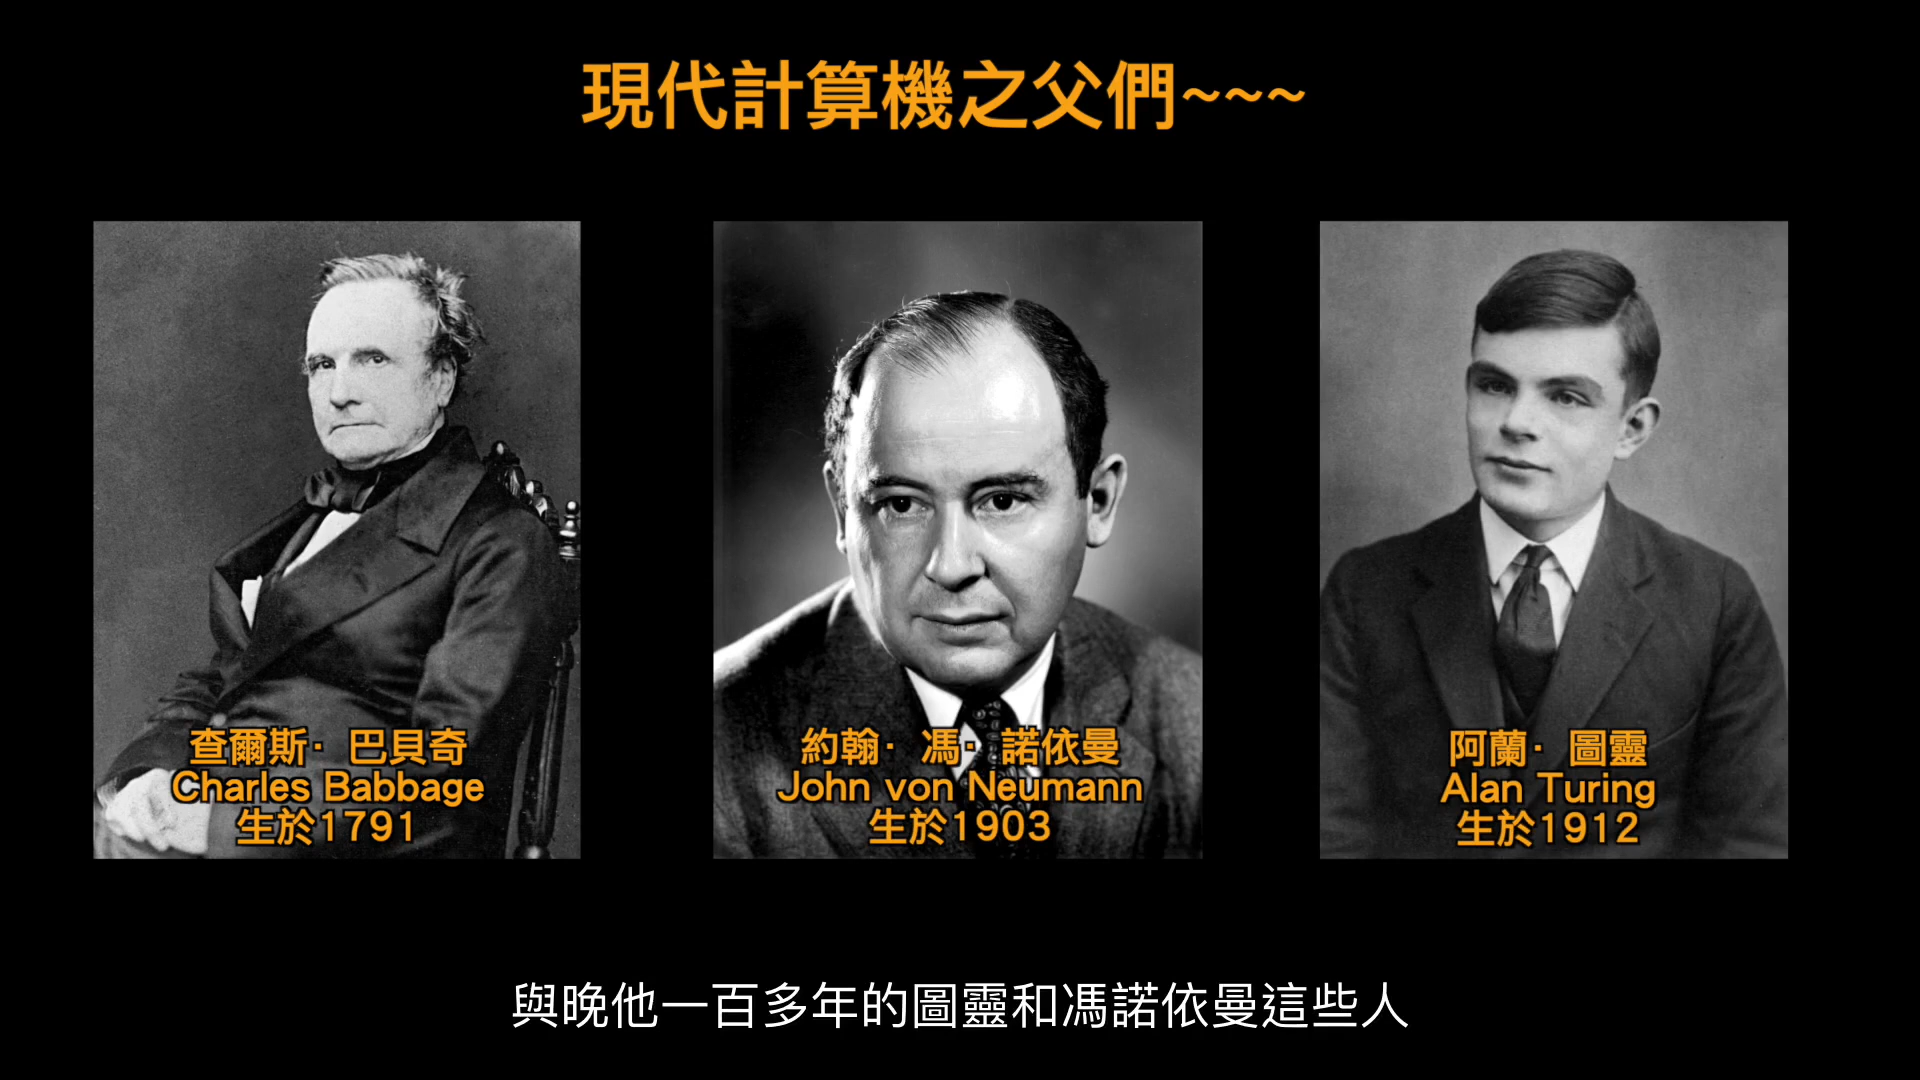 現代計算機之父們~~~
查爾斯· 巴貝奇
Charles Babbage
生於1791
約翰· 馮· 諾依曼
John von Neumann
生於1903
阿蘭· 圖靈
Alan Turing
生於1912
與晚他一百多年的圖靈和馮諾依曼這些人